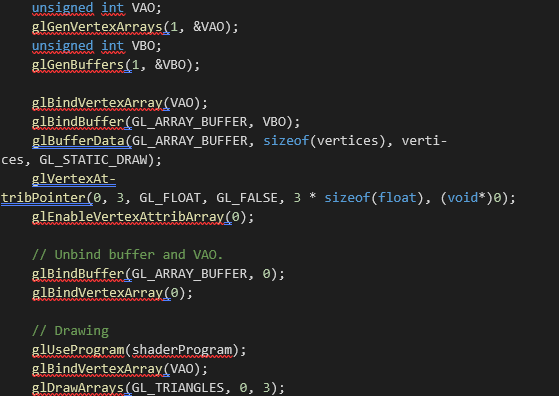 unsigned int VAO;
glGenVertexArrays(1, &VAO);
unsigned int VBO;
glGenBuffers(1, &VBO);
glBindVertexArray(VAO);
glBindBuffer(GL_ARRAY_BUFFER, VBO);
glBufferData(GL_ARRAY_BUFFER, sizeof(vertices), verti-
ces, GL_STATIC_DRAW);
glVertexAt-
tribPointer(0, 3, GL_FLOAT, GL_FALSE, 3 * sizeof(float), (void*)0);
glEnableVertexAttribArray(0);
// Unbind buffer and VAO.
glBindBuffer(GL_ARRAY_BUFFER, 0);
glBindVertexArray(0);
// Drawing
glUseProgram(shaderProgram);
glBindVertexArray(VAO);
glDrawArrays(GL_TRIANGLES, 0, 3);